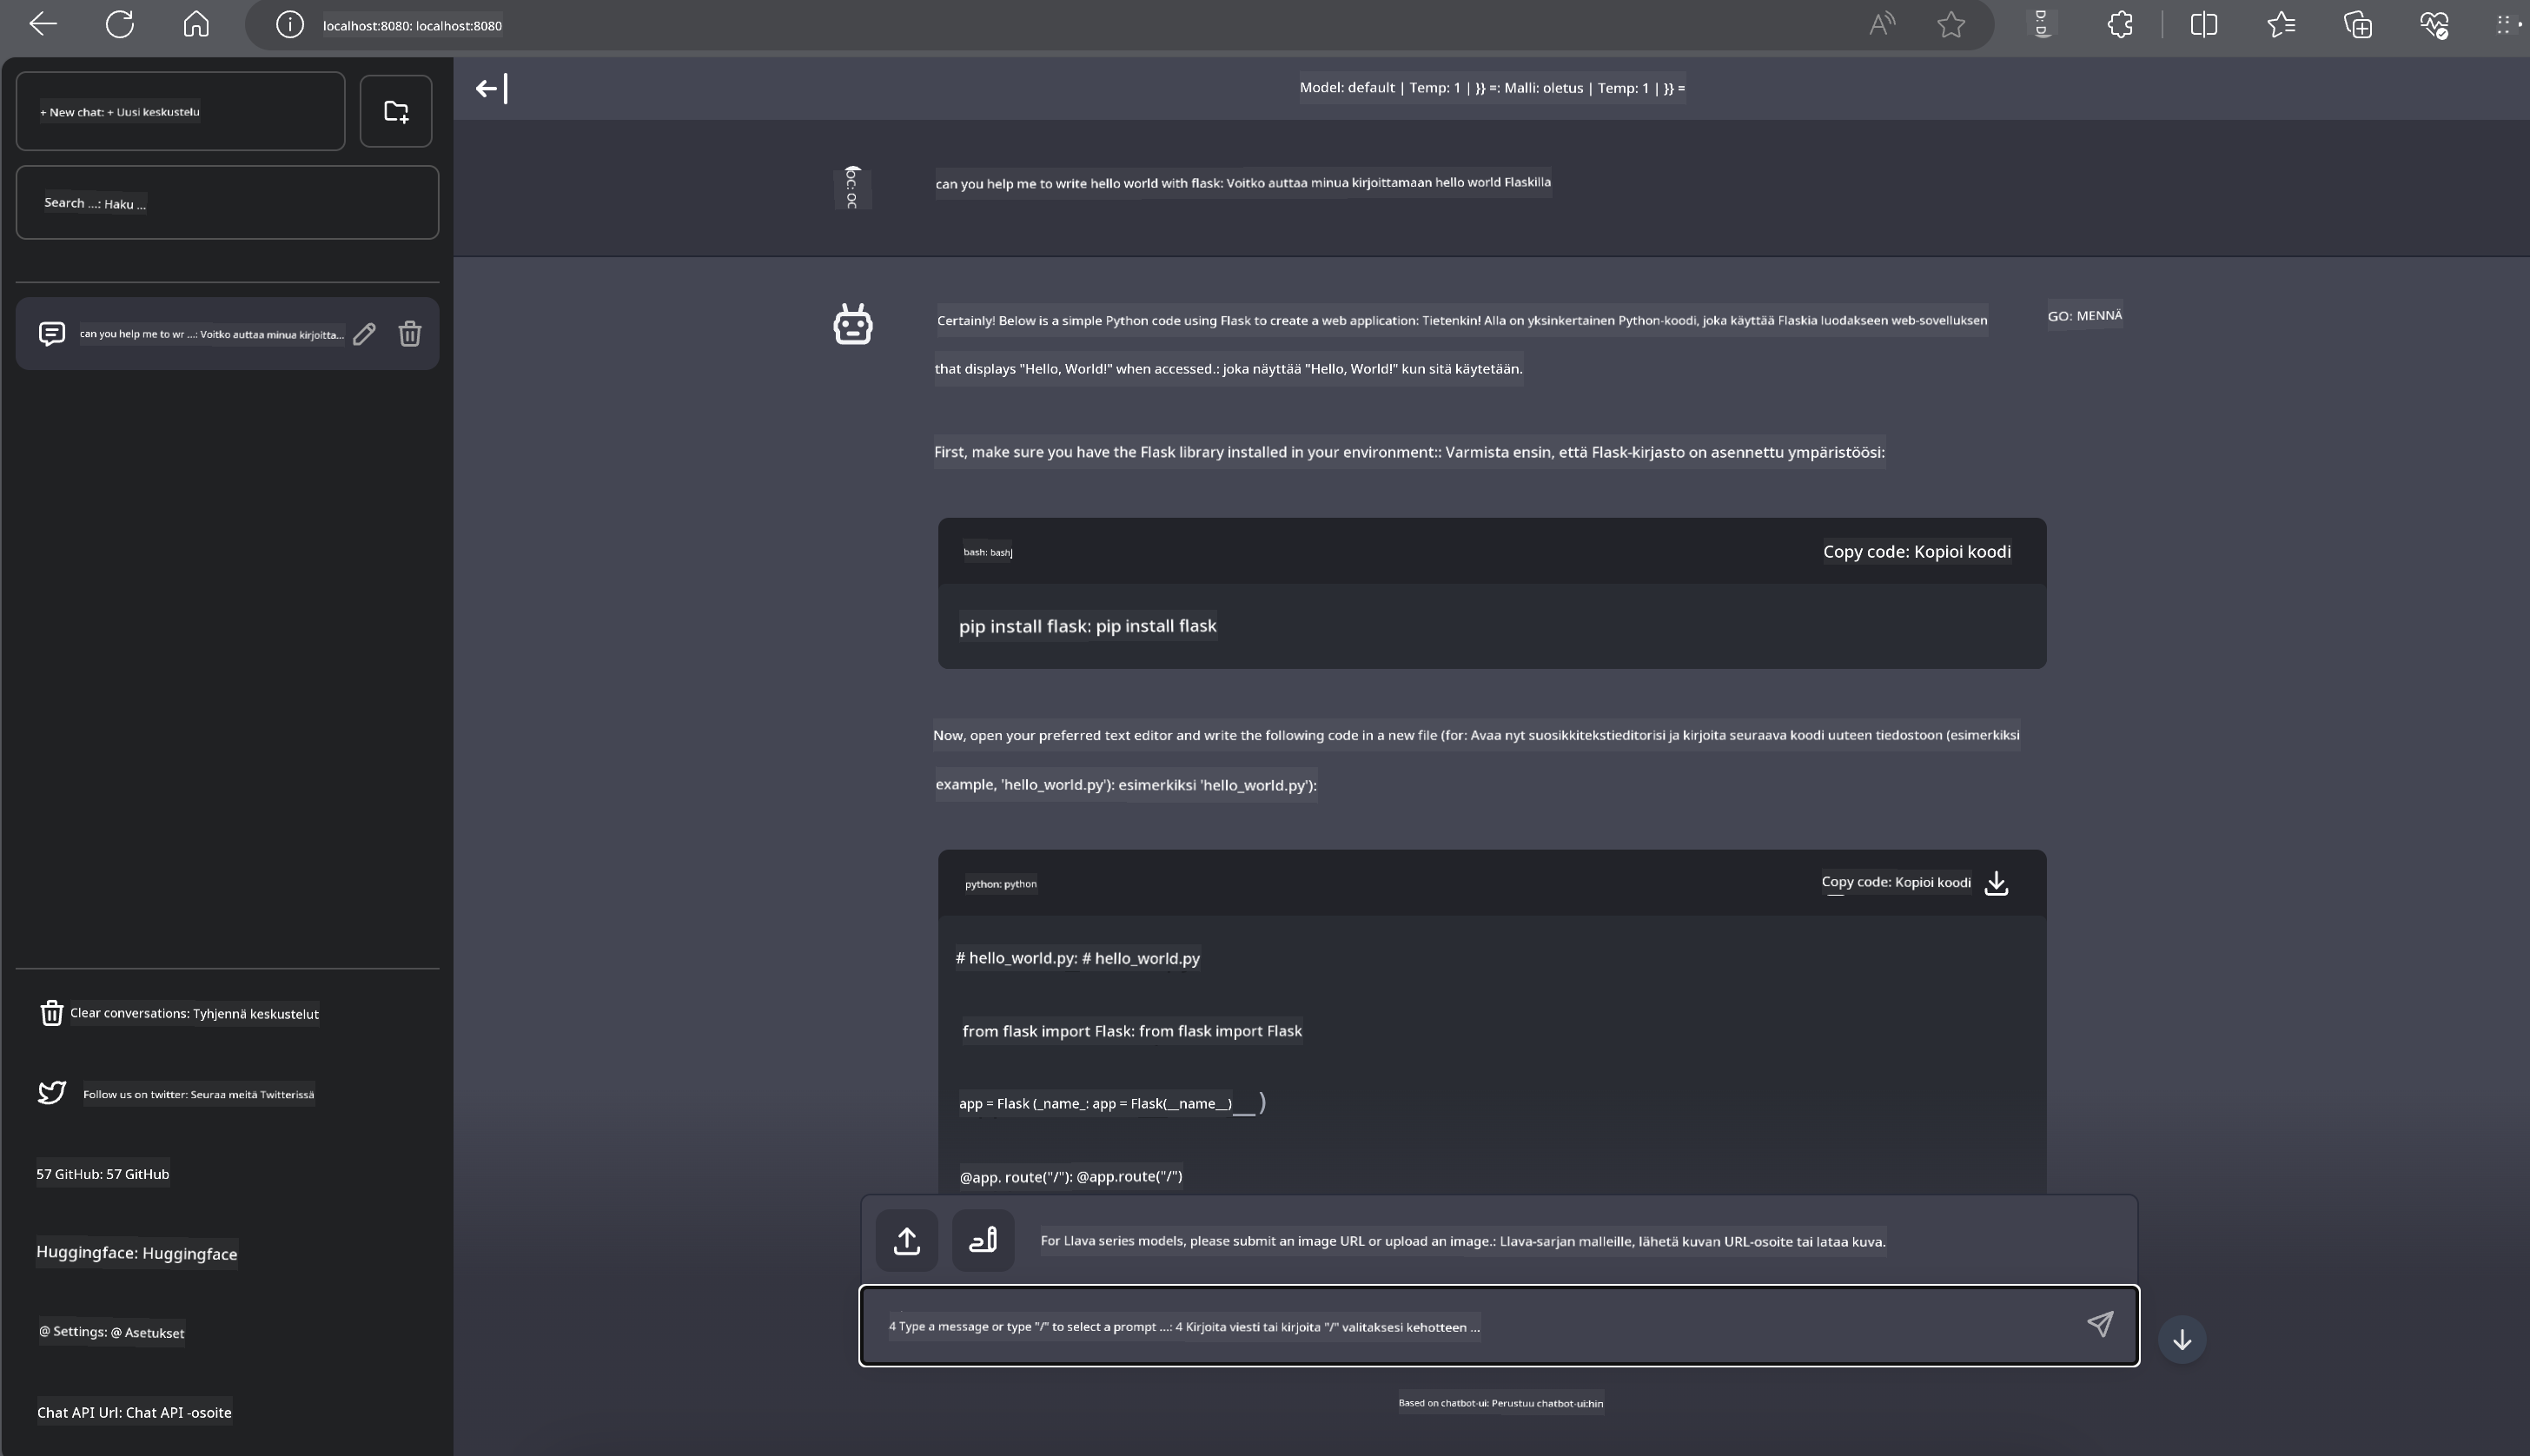 localhost:8080: localhost:8080
+ New chat: + Uusi keskustelu
Search ...: Haku ...
can you help me to wr ...: Voitko auttaa minua kirjoitta...
Clear conversations: Tyhjennä keskustelut
Follow us on twitter: Seuraa meitä Twitterissä
57 GitHub: 57 GitHub
Huggingface: Huggingface
@ Settings: @ Asetukset
Chat API Url: Chat API -osoite
Model: default | Temp: 1 | }} =: Malli: oletus | Temp: 1 | }} =
can you help me to write hello world with flask: Voitko auttaa minua kirjoittamaan hello world Flaskilla
Certainly! Below is a simple Python code using Flask to create a web application: Tietenkin! Alla on yksinkertainen Python-koodi, joka käyttää Flaskia luodakseen web-sovelluksen
GO: MENNÄ
that displays "Hello, World!" when accessed.: joka näyttää "Hello, World!" kun sitä käytetään.
First, make sure you have the Flask library installed in your environment:: Varmista ensin, että Flask-kirjasto on asennettu ympäristöösi:
bash: bash
Copy code: Kopioi koodi
pip install flask: pip install flask
Now, open your preferred text editor and write the following code in a new file (for: Avaa nyt suosikkitekstieditorisi ja kirjoita seuraava koodi uuteen tiedostoon (esimerkiksi
example, 'hello_world.py'): esimerkiksi 'hello_world.py'):
python: python
Copy code: Kopioi koodi
# hello_world.py: # hello_world.py
from flask import Flask: from flask import Flask
app = Flask (_name_: app = Flask(__name__)__ )
@app. route("/"): @app.route("/")
For Llava series models, please submit an image URL or upload an image.: Llava-sarjan malleille, lähetä kuvan URL-osoite tai lataa kuva.
4 Type a message or type "/" to select a prompt ...: 4 Kirjoita viesti tai kirjoita "/" valitaksesi kehotteen ...
Based on chatbot-ui: Perustuu chatbot-ui:hin